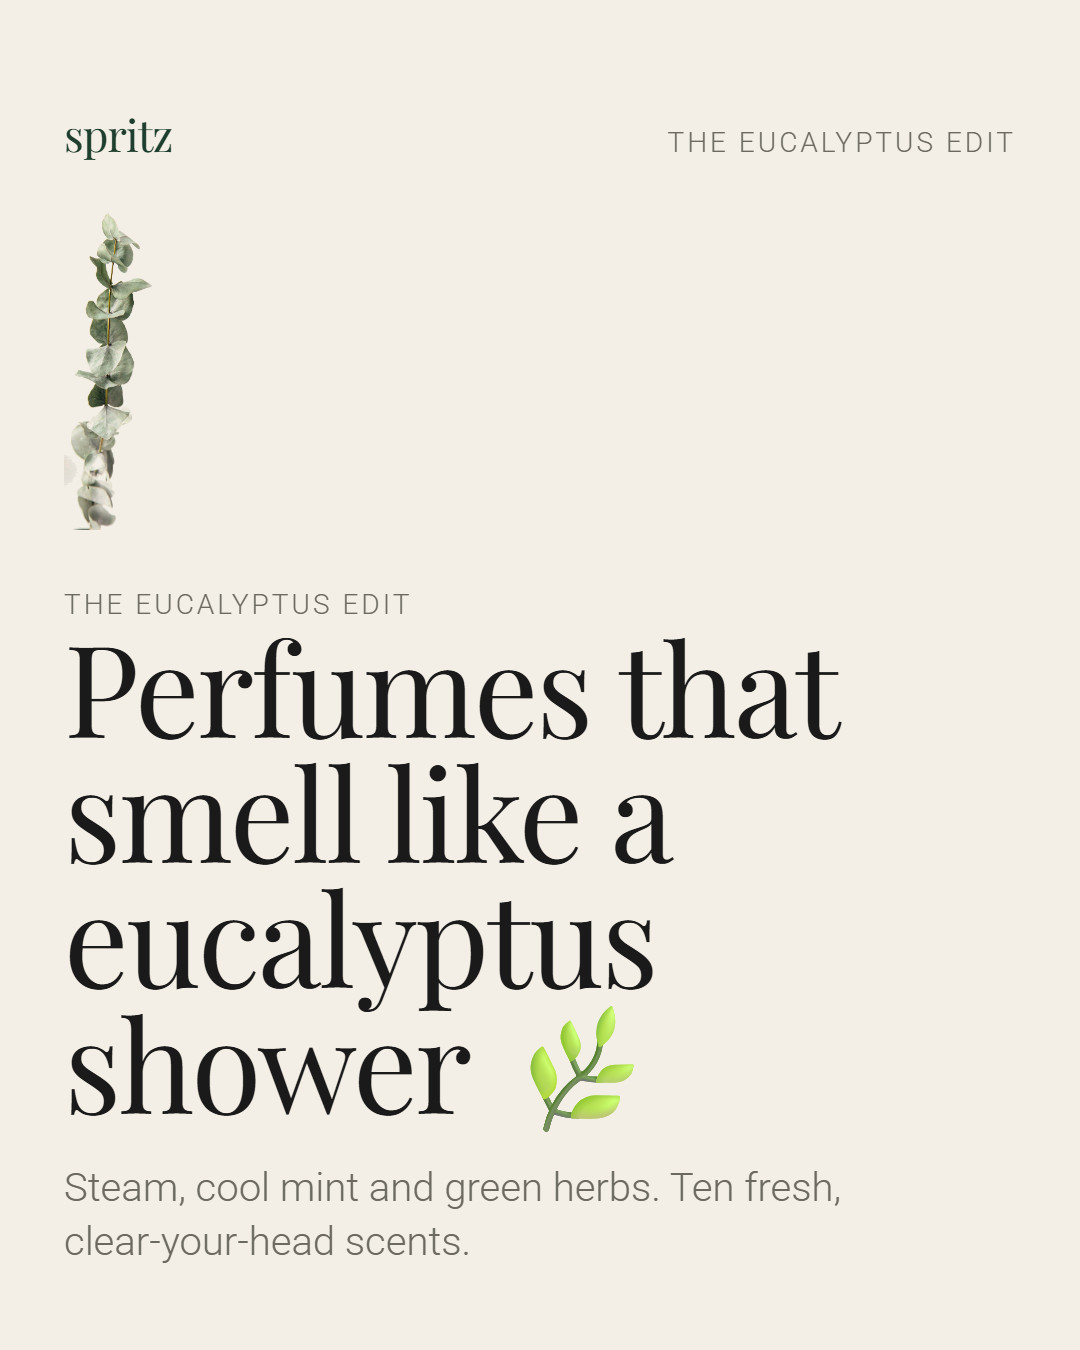 spritz
THE EUCALYPTUS EDIT
THE EUCALYPTUS EDIT
Perfumes that
smell like a
eucalyptus
shower 🌿
Steam, cool mint and green herbs. Ten fresh,
clear-your-head scents.